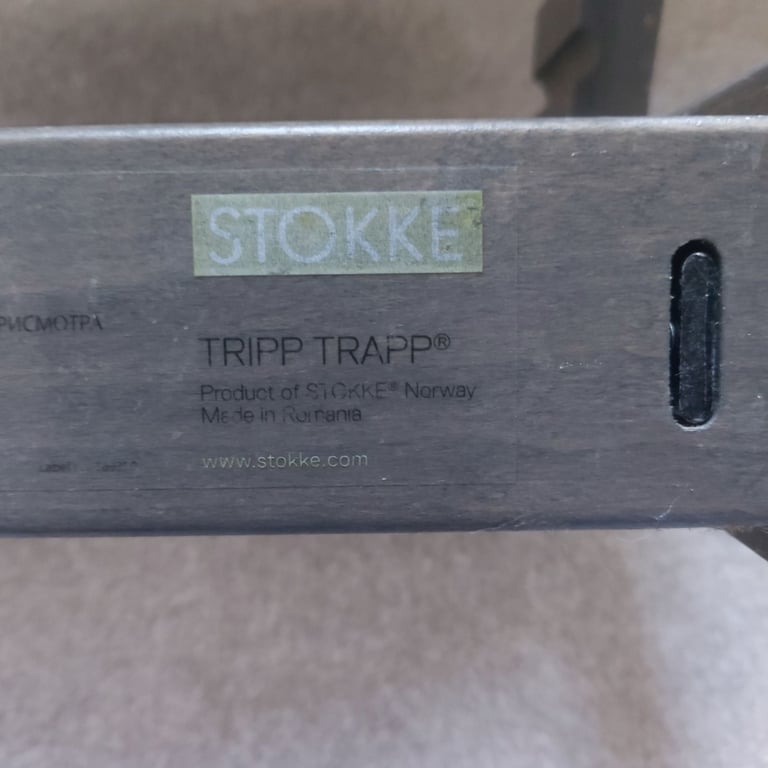 STOKKE
РИСМОТРА
TRIPP TRAPP®
Product of STOKKE® Norway
Made in Romania
www.stokke.com